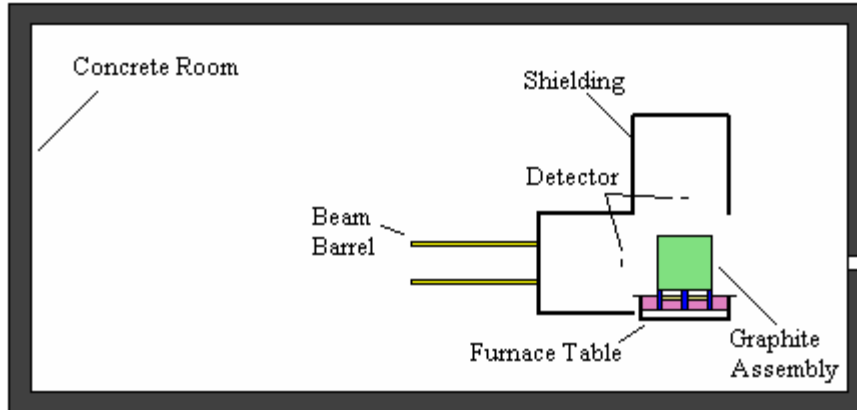 Concrete Room
Shielding
Detector
Beam
Barrel
Furnace Table
Graphite
Assembly